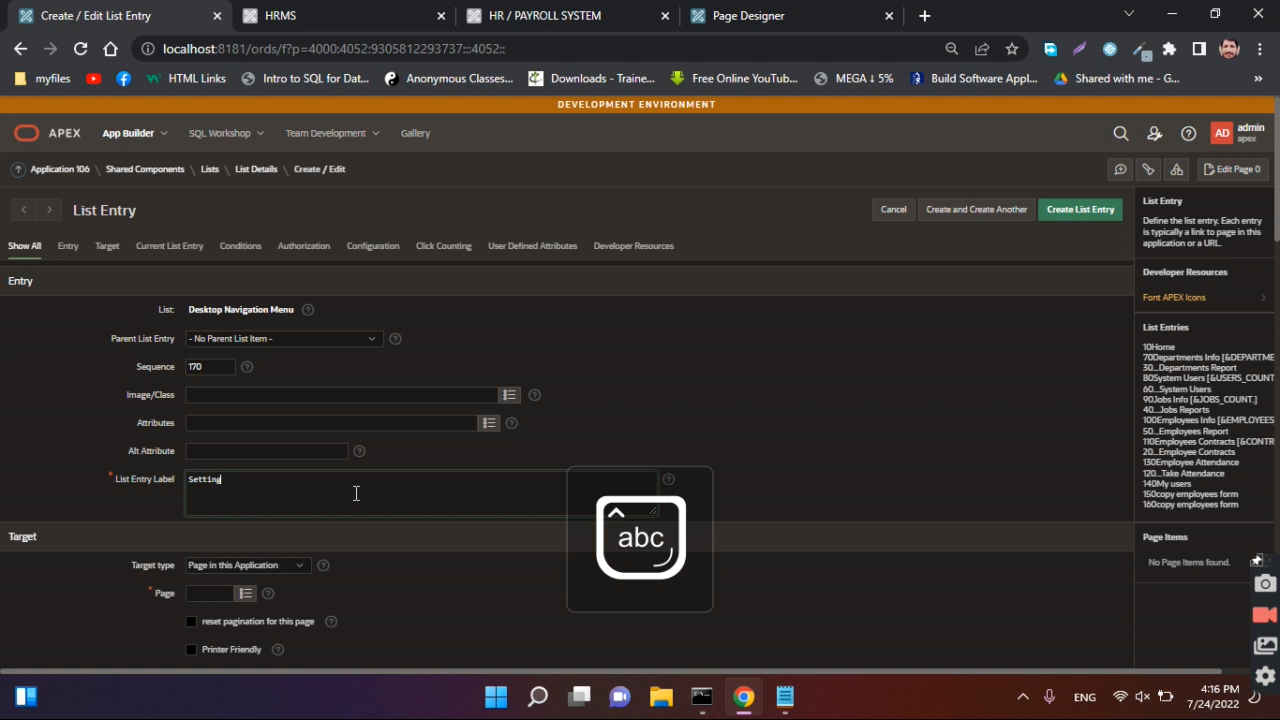 Create / Edit List Entry
HRMS
HR / PAYROLL SYSTEM
Page Designer
localhost:8181/ords/f?p=4000:4052:9305812293737:::4052::
myfiles
HTML Links
Intro to SQL for Dat...
Anonymous Classes...
Downloads - Traine...
Free Online YouTub...
MEGA ↓ 5%
Build Software Appl...
Shared with me - G...
»
DEVELOPMENT ENVIRONMENT
APEX
App Builder
SQL Workshop
Team Development
Gallery
AD
admin
apex
Application 106 \ Shared Components \ Lists \ List Details \ Create / Edit
Edit Page 0
List Entry
Cancel
Create and Create Another
Create List Entry
Show All
Entry
Target
Current List Entry
Conditions
Authorization
Configuration
Click Counting
User Defined Attributes
Developer Resources
Entry
List: Desktop Navigation Menu
Parent List Entry - No Parent List Item -
Sequence 170
Image/Class
Attributes
Alt Attribute
* List Entry Label Setting
abc
Target
Target type Page in this Application
* Page
reset pagination for this page
Printer Friendly
List Entry
Define the list entry. Each entry
is typically a link to page in this
application or a URL.
Developer Resources
Font APEX Icons
List Entries
10Home
70Departments Info [&DEPARTME
30...Departments Report
80System Users [&USERS_COUNT
60...System Users
90Jobs Info [&JOBS_COUNT.]
40...Jobs Reports
100Employees Info [&EMPLOYEES
50...Employees Report
110Employees Contracts [&CONTR
20...Employee Contracts
130Employee Attendance
120...Take Attendance
140My users
150copy employees form
160copy employees form
Page Items
No Page Items found.
ENG
4:16 PM
7/24/2022